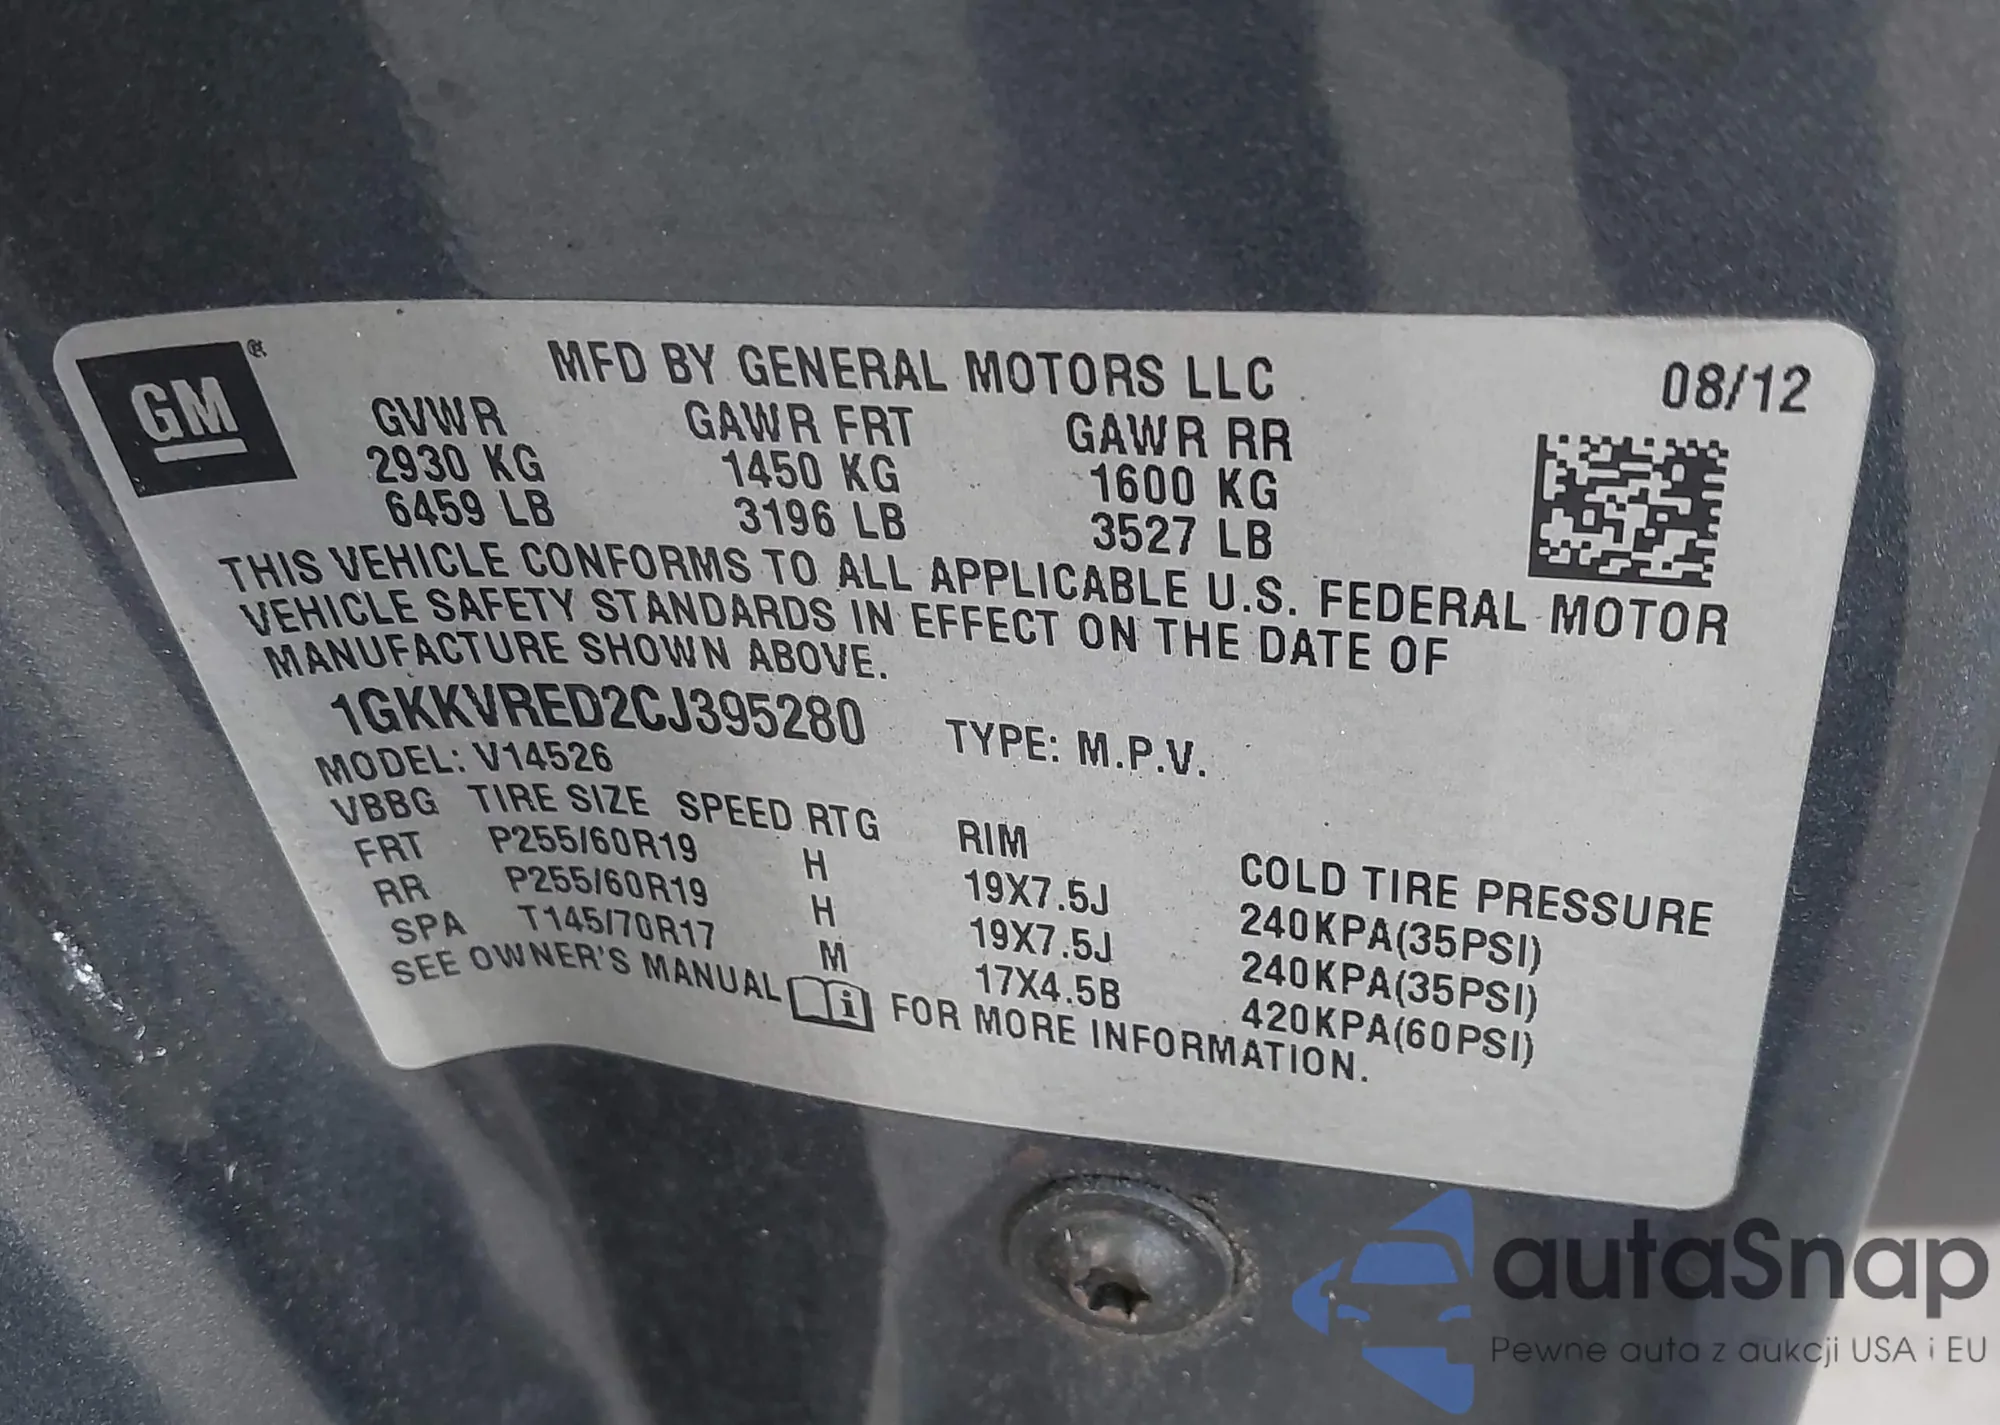 GM ®
MFD BY GENERAL MOTORS LLC 08/12
GVWR GAWR FRT GAWR RR
2930 KG 1450 KG 1600 KG
6459 LB 3196 LB 3527 LB
THIS VEHICLE CONFORMS TO ALL APPLICABLE U.S. FEDERAL MOTOR
VEHICLE SAFETY STANDARDS IN EFFECT ON THE DATE OF
MANUFACTURE SHOWN ABOVE.
1GKKVRED2CJ395280 TYPE: M.P.V.
MODEL: V14526
VBBG TIRE SIZE SPEED RTG RIM COLD TIRE PRESSURE
FRT P255/60R19 H 19X7.5J 240KPA(35PSI)
RR P255/60R19 H 19X7.5J 240KPA(35PSI)
SPA T145/70R17 M 17X4.5B 420KPA(60PSI)
SEE OWNER'S MANUAL i FOR MORE INFORMATION.
autaSnap
Pewne auta z aukcji USA i EU